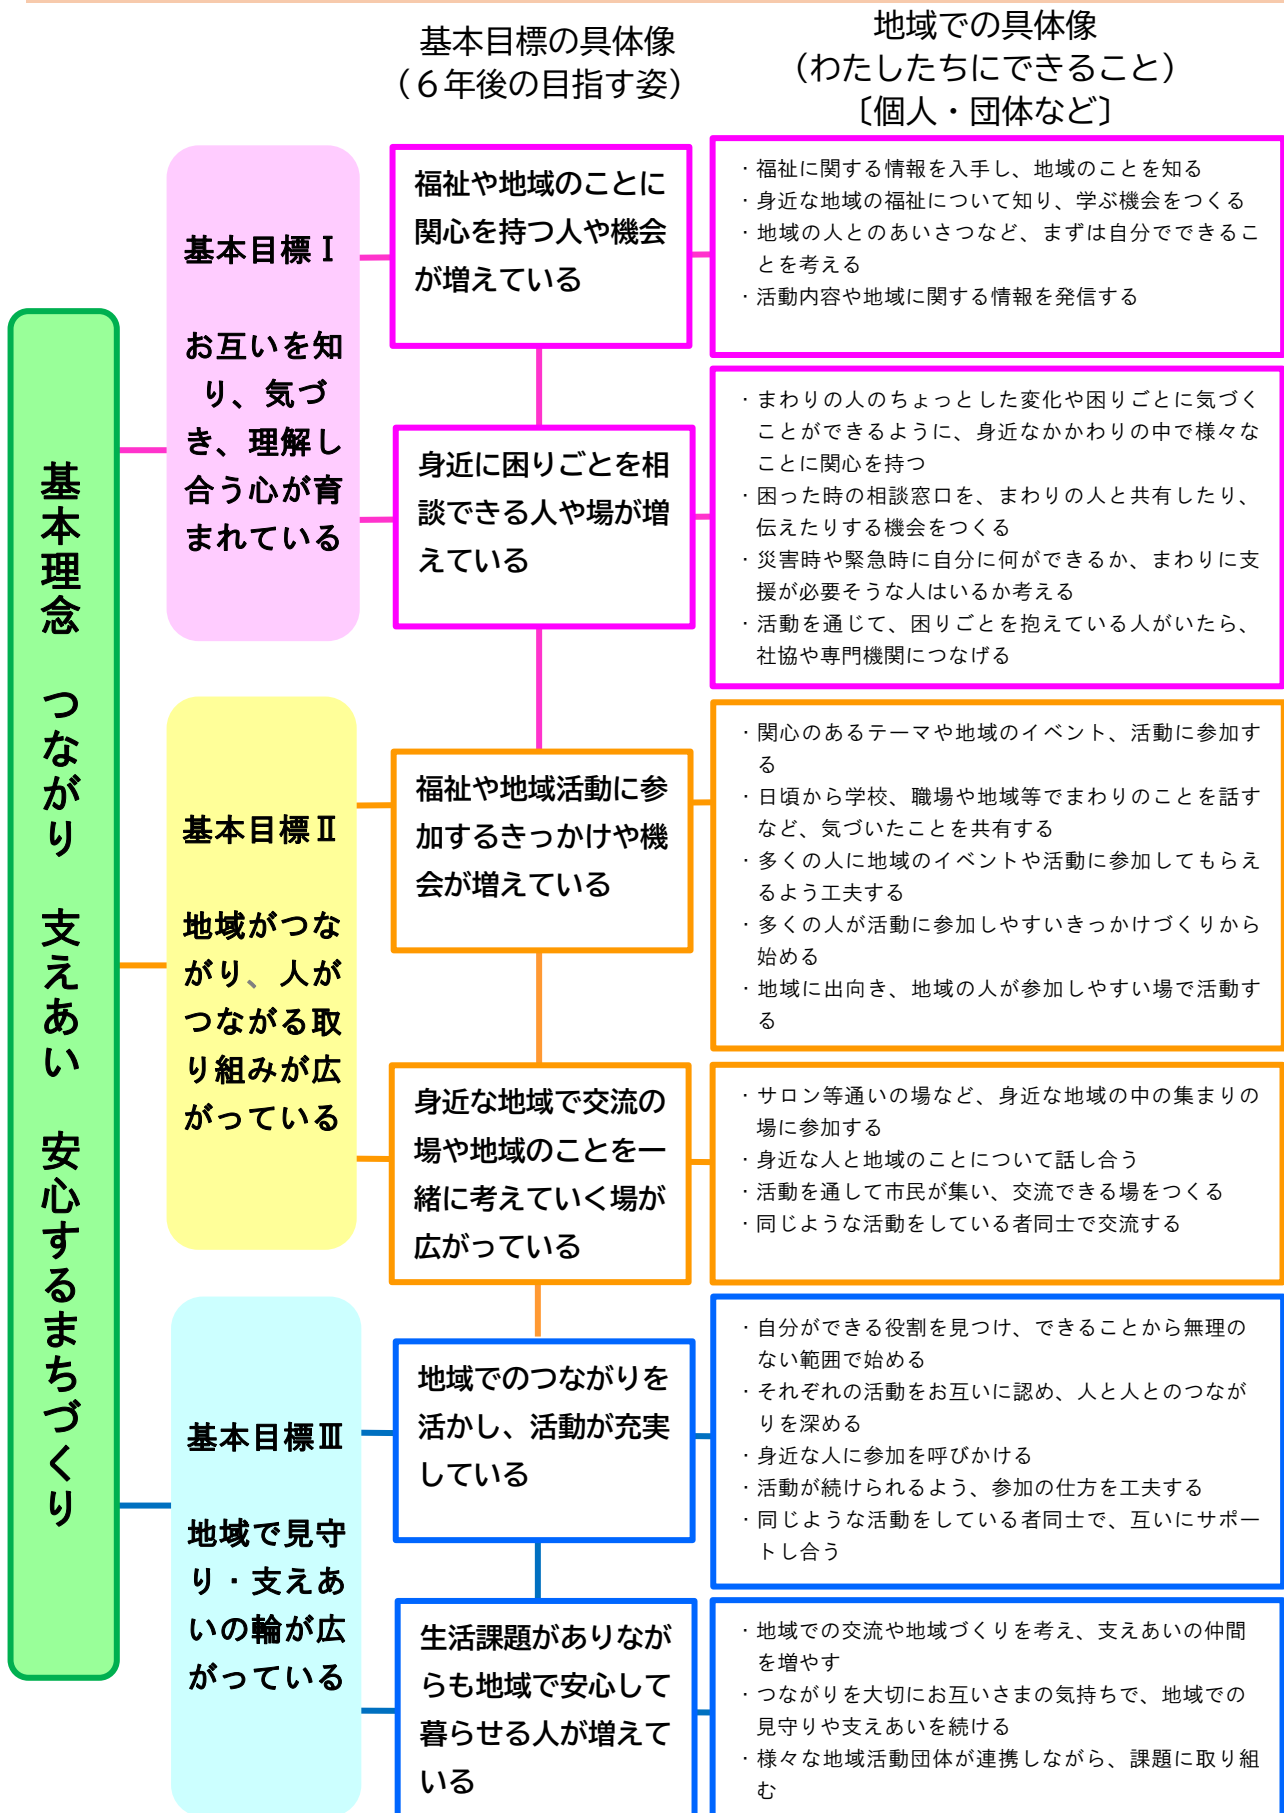 基本目標の具体像
（６年後の目指す姿）
地域での具体像
（わたしたちにできること）
〔個人・団体など〕
基本理念　つながり　支えあい　安心するまちづくり
基本目標Ⅰ
お互いを知
り、気づ
き、理解し
合う心が育
まれている
福祉や地域のことに
関心を持つ人や機会
が増えている
・福祉に関する情報を入手し、地域のことを知る
・身近な地域の福祉について知り、学ぶ機会をつくる
・地域の人とのあいさつなど、まずは自分でできるこ
とを考える
・活動内容や地域に関する情報を発信する
身近に困りごとを相
談できる人や場が増
えている
・まわりの人のちょっとした変化や困りごとに気づく
ことができるように、身近なかかわりの中で様々な
ことに関心を持つ
・困った時の相談窓口を、まわりの人と共有したり、
伝えたりする機会をつくる
・災害時や緊急時に自分に何ができるか、まわりに支
援が必要そうな人はいるか考える
・活動を通じて、困りごとを抱えている人がいたら、
社協や専門機関につなげる
基本目標Ⅱ
地域がつな
がり、人が
つながる取
り組みが広
がっている
福祉や地域活動に参
加するきっかけや機
会が増えている
・関心のあるテーマや地域のイベント、活動に参加す
る
・日頃から学校、職場や地域等でまわりのことを話す
など、気づいたことを共有する
・多くの人に地域のイベントや活動に参加してもらえ
るよう工夫する
・多くの人が活動に参加しやすいきっかけづくりから
始める
・地域に出向き、地域の人が参加しやすい場で活動す
る
身近な地域で交流の
場や地域のことを一
緒に考えていく場が
広がっている
・サロン等通いの場など、身近な地域の中の集まりの
場に参加する
・身近な人と地域のことについて話し合う
・活動を通して市民が集い、交流できる場をつくる
・同じような活動をしている者同士で交流する
基本目標Ⅲ
地域で見守
り・支えあ
いの輪が広
がっている
地域でのつながりを
活かし、活動が充実
している
・自分ができる役割を見つけ、できることから無理の
ない範囲で始める
・それぞれの活動をお互いに認め、人と人とのつなが
りを深める
・身近な人に参加を呼びかける
・活動が続けられるよう、参加の仕方を工夫する
・同じような活動をしている者同士で、互いにサポー
トし合う
生活課題がありなが
らも地域で安心して
暮らせる人が増えて
いる
・地域での交流や地域づくりを考え、支えあいの仲間
を増やす
・つながりを大切にお互いさまの気持ちで、地域での
見守りや支えあいを続ける
・様々な地域活動団体が連携しながら、課題に取り組
む